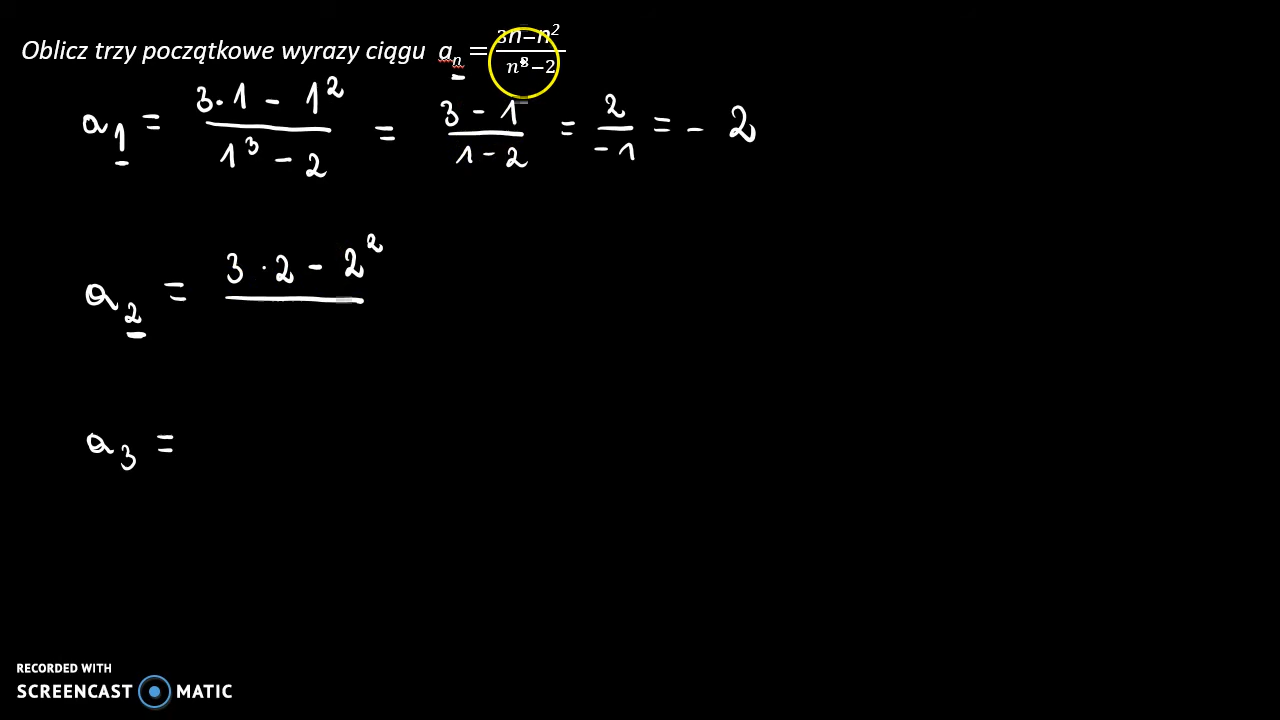 Oblicz trzy początkowe wyrazy ciągu aₙ = (3n−n²)/(n³−2)
a₁ = (3·1 − 1²)/(1³ − 2) = (3 − 1)/(1 − 2) = 2/(−1) = − 2
a₂ = 3·2 − 2²
a₃ =
RECORDED WITH
SCREENCAST MATIC